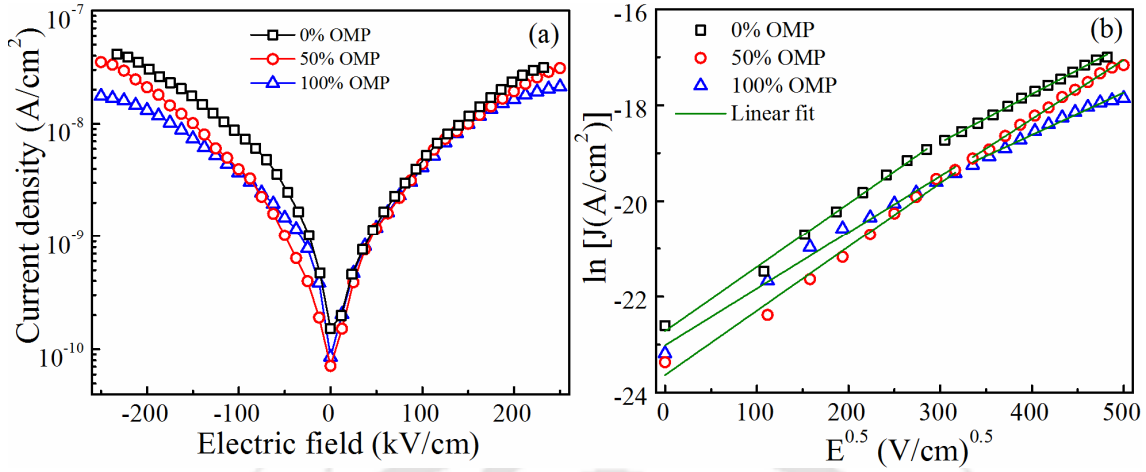 (a)
0% OMP
50% OMP
100% OMP
Current density (A/cm²)
10⁻⁷
10⁻⁸
10⁻⁹
10⁻¹⁰
-200 -100 0 100 200
Electric field (kV/cm)
(b)
0% OMP
50% OMP
100% OMP
Linear fit
ln [J(A/cm²)]
-16
-18
-20
-22
-24
0 100 200 300 400 500
E⁰·⁵ (V/cm)⁰·⁵